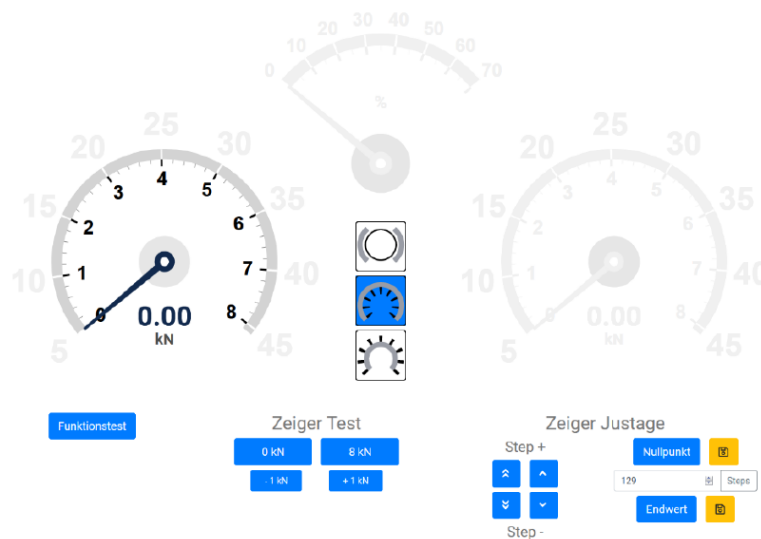 0 10 20 30 40 50 60 70
%
5 10 15 20 25 30 35 40 45
0 1 2 3 4 5 6 7 8
0.00
kN
5 10 15 20 25 30 35 40 45
0 1 2 3 4 5 6 7 8
0.00
kN
Funktionstest
Zeiger Test
0 kN 8 kN
- 1 kN + 1 kN
Zeiger Justage
Step +
Step -
Nullpunkt
129 Steps
Endwert